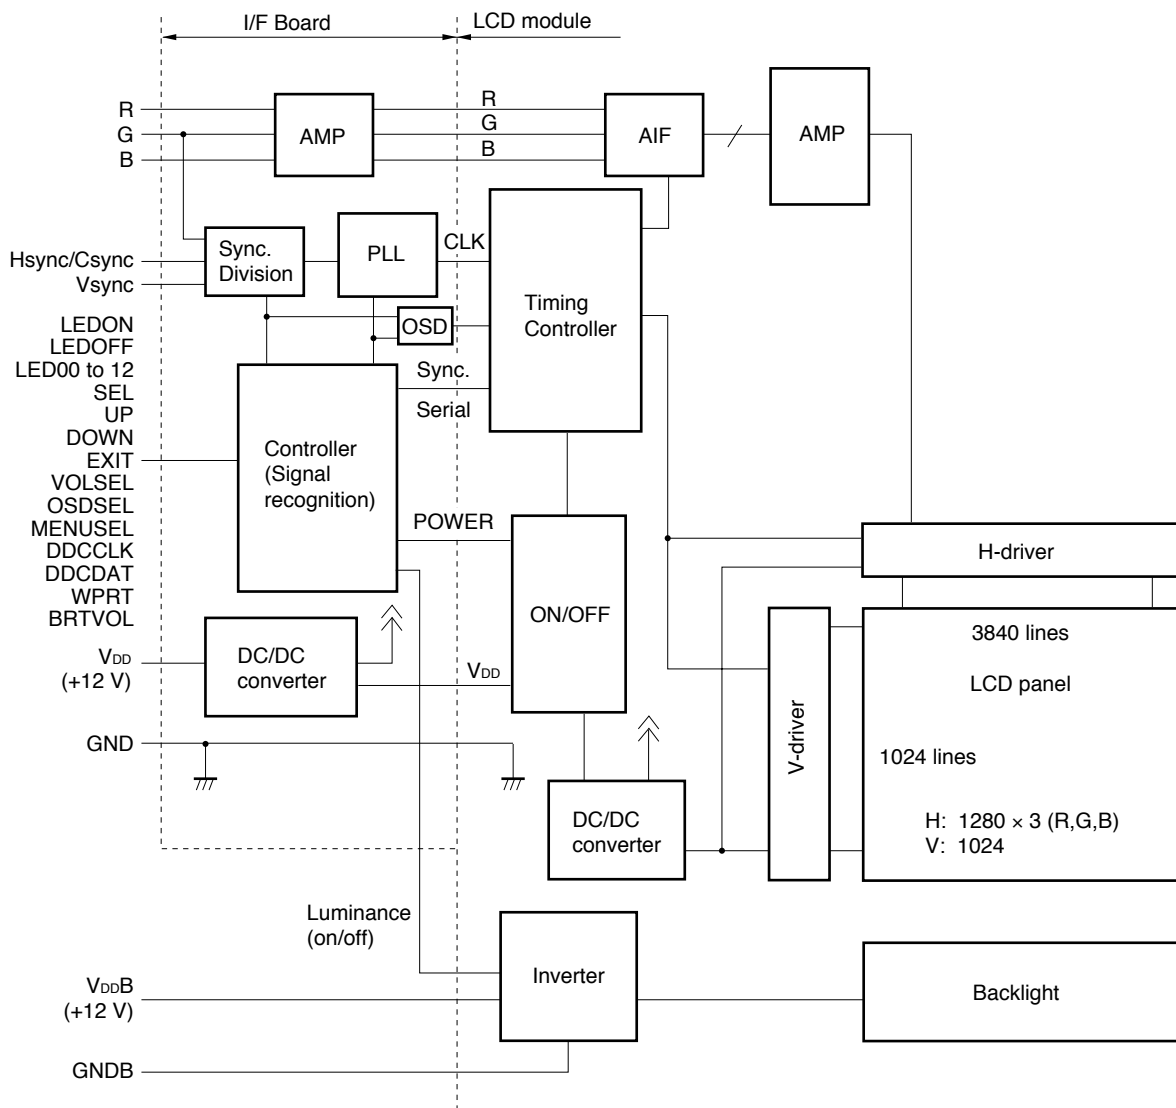 I/F Board
LCD module
R
G
B
AMP
R
G
B
AIF
AMP
Hsync/Csync
Vsync
Sync.
Division
PLL
CLK
OSD
Timing
Controller
LEDON
LEDOFF
LED00 to 12
SEL
UP
DOWN
EXIT
VOLSEL
OSDSEL
MENUSEL
DDCCLK
DDCDAT
WPRT
BRTVOL
Controller
(Signal
recognition)
Sync.
Serial
POWER
ON/OFF
H-driver
VDD
(+12 V)
DC/DC
converter
VDD
GND
DC/DC
converter
V-driver
3840 lines
LCD panel
1024 lines
H: 1280 × 3 (R,G,B)
V: 1024
Luminance
(on/off)
VDDB
(+12 V)
GNDB
Inverter
Backlight